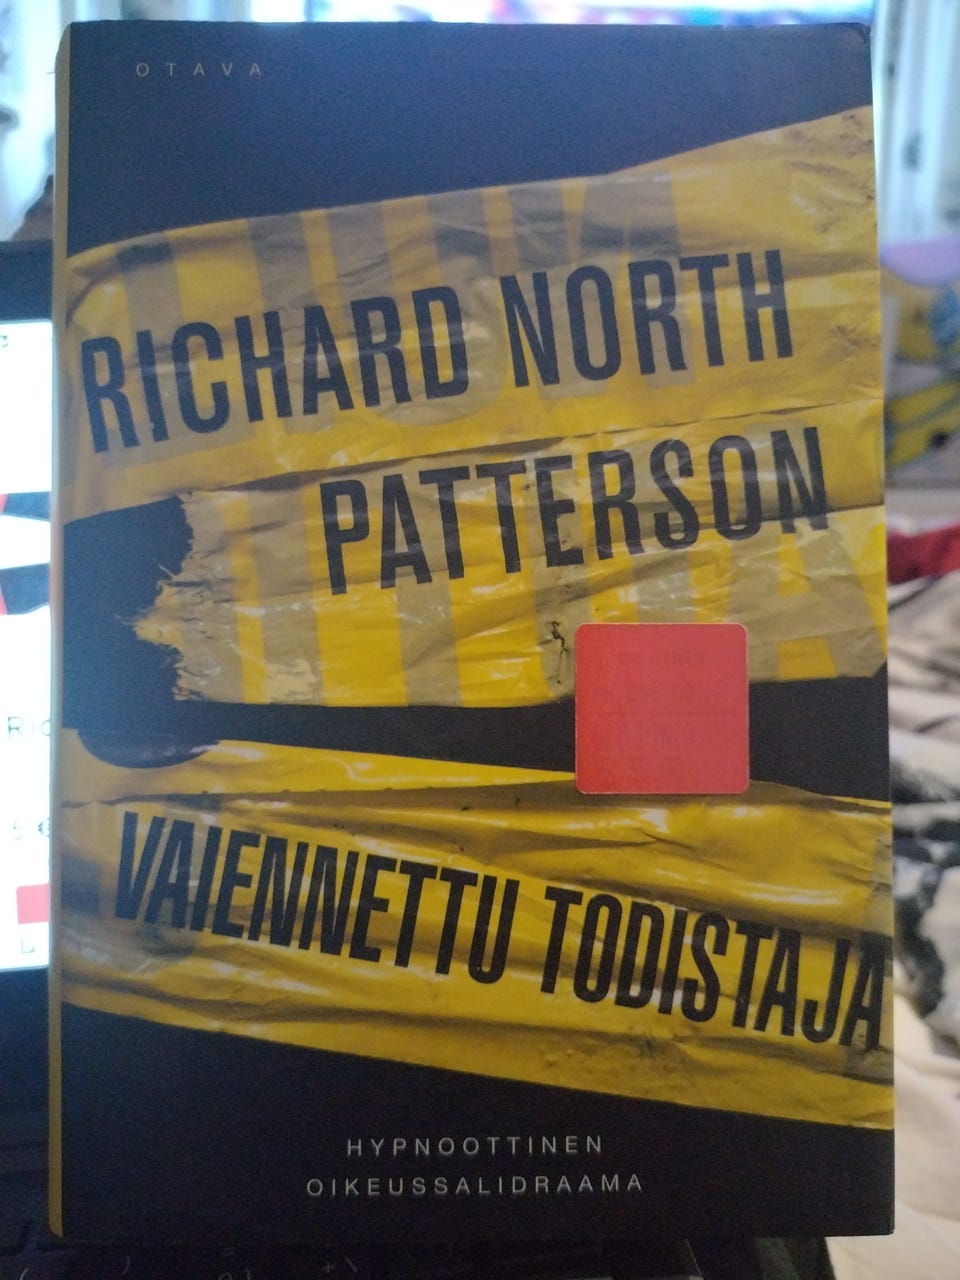 OTAVA
RICHARD NORTH
PATTERSON
VAIENNETTU TODISTAJA
HYPNOOTTINEN
OIKEUSSALIDRAAMA